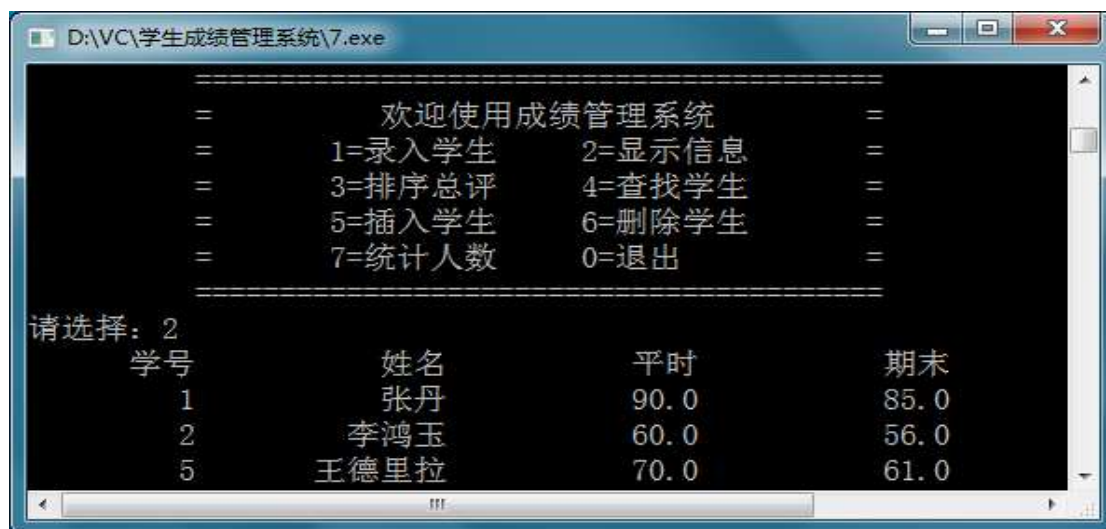 D:\VC\学生成绩管理系统\7.exe
=========================================
= 欢迎使用成绩管理系统 =
= 1=录入学生 2=显示信息 =
= 3=排序总评 4=查找学生 =
= 5=插入学生 6=删除学生 =
= 7=统计人数 0=退出 =
=========================================
请选择: 2
学号 姓名 平时 期末
1 张丹 90.0 85.0
2 李鸿玉 60.0 56.0
5 王德里拉 70.0 61.0